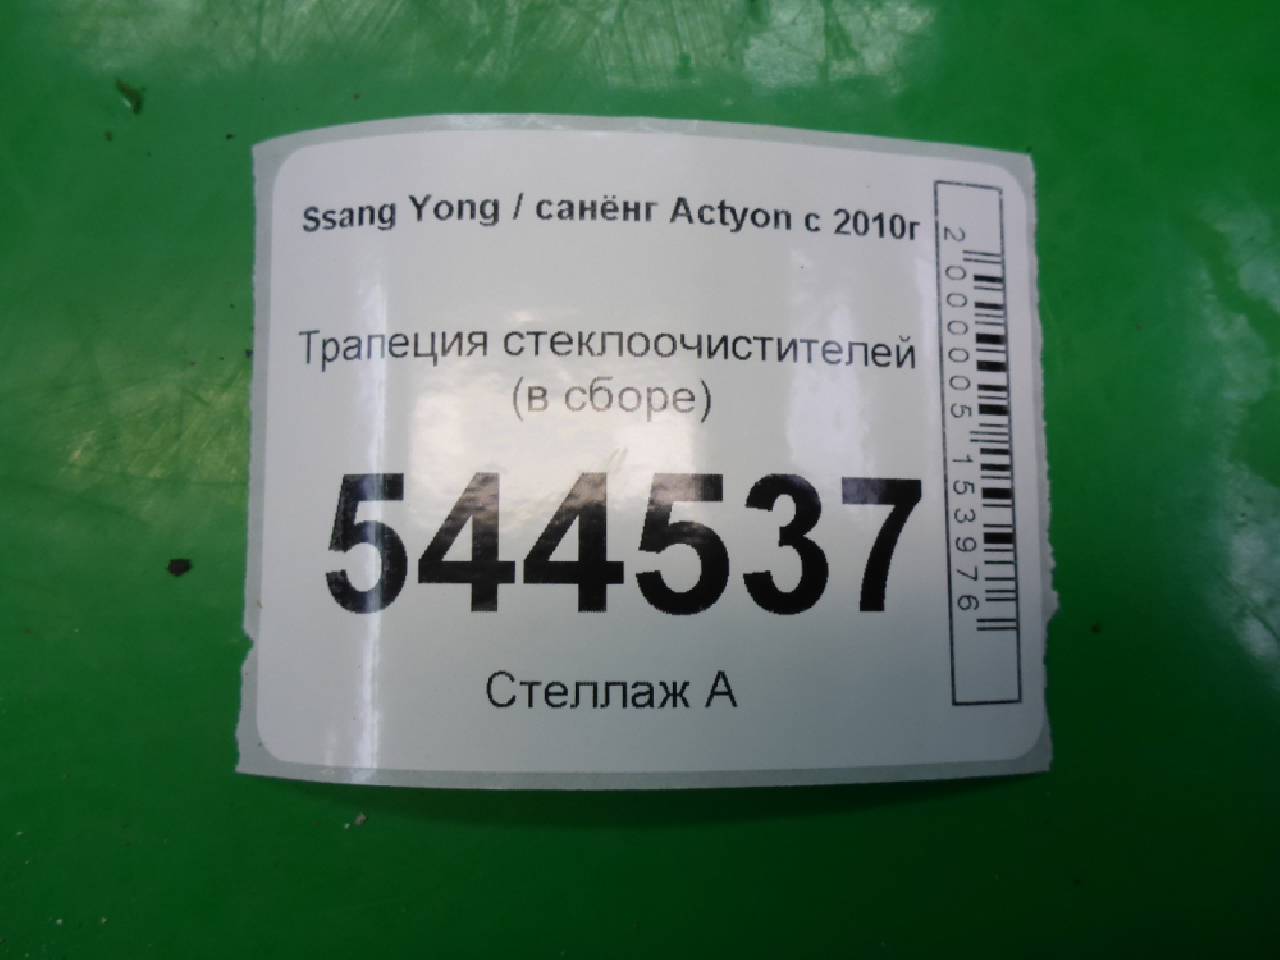 Ssang Yong / санёнг Actyon с 2010г
Трапеция стеклоочистителей
(в сборе)
544537
Стеллаж А
2000005153976